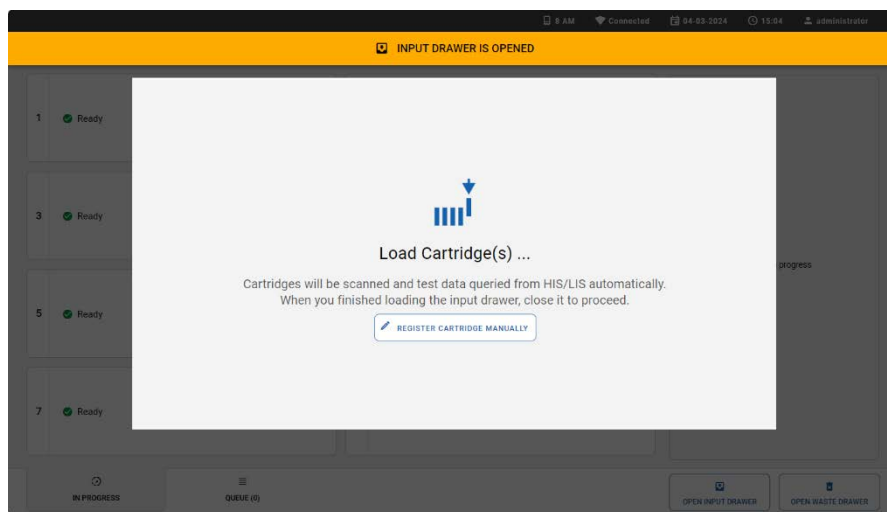 8 AM Connected 04-03-2024 15:04 administrator
INPUT DRAWER IS OPENED
1 Ready
3 Ready
5 Ready
7 Ready
progress
Load Cartridge(s) ...
Cartridges will be scanned and test data queried from HIS/LIS automatically.
When you finished loading the input drawer, close it to proceed.
REGISTER CARTRIDGE MANUALLY
IN PROGRESS
QUEUE (0)
OPEN INPUT DRAWER
OPEN WASTE DRAWER